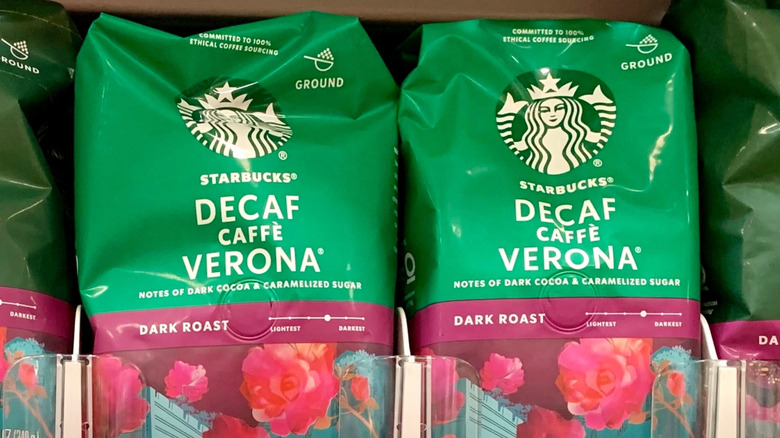 GROUND
DARKEST
COMMITTED TO 100%
ETHICAL COFFEE SOURCING
GROUND
®
STARBUCKS®
DECAF
CAFFÈ
VERONA®
NOTES OF DARK COCOA & CARAMELIZED SUGAR
DARK ROAST
LIGHTEST
DARKEST
COMMITTED TO 100%
ETHICAL COFFEE SOURCING
GROUND
®
STARBUCKS®
DECAF
CAFFÈ
VERONA®
NOTES OF DARK COCOA & CARAMELIZED SUGAR
DARK ROAST
LIGHTEST
DARKEST
DA